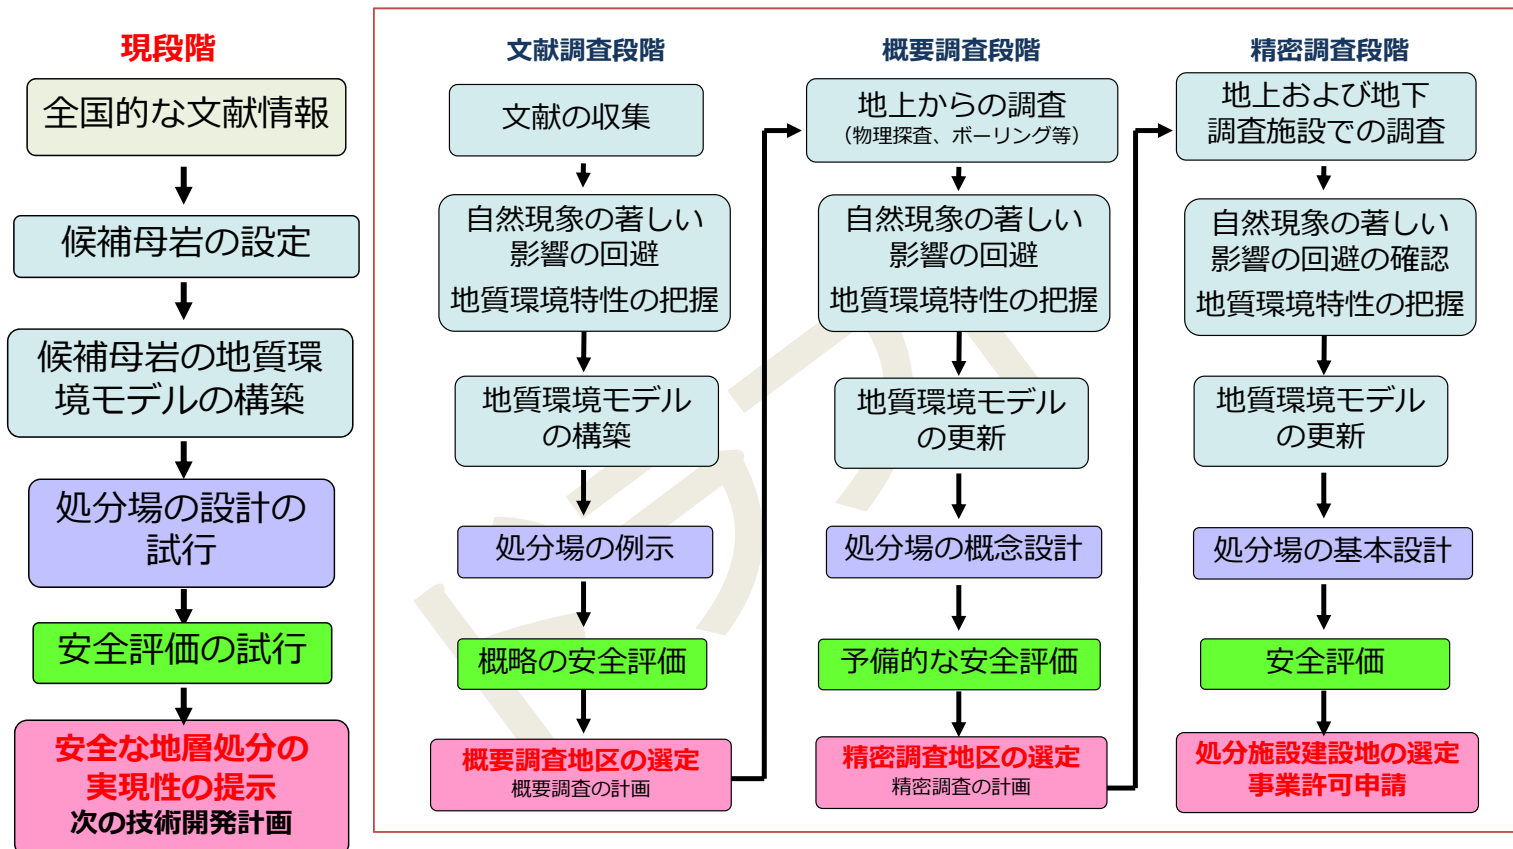 現段階
全国的な文献情報
候補母岩の設定
候補母岩の地質環
境モデルの構築
処分場の設計の
試行
安全評価の試行
安全な地層処分の
実現性の提示
次の技術開発計画
文献調査段階
文献の収集
自然現象の著しい
影響の回避
地質環境特性の把握
地質環境モデル
の構築
処分場の例示
概略の安全評価
概要調査地区の選定
概要調査の計画
概要調査段階
地上からの調査
（物理探査、ボーリング等）
自然現象の著しい
影響の回避
地質環境特性の把握
地質環境モデル
の更新
処分場の概念設計
予備的な安全評価
精密調査地区の選定
精密調査の計画
精密調査段階
地上および地下
調査施設での調査
自然現象の著しい
影響の回避の確認
地質環境特性の把握
地質環境モデル
の更新
処分場の基本設計
安全評価
処分施設建設地の選定
事業許可申請
ドラフト